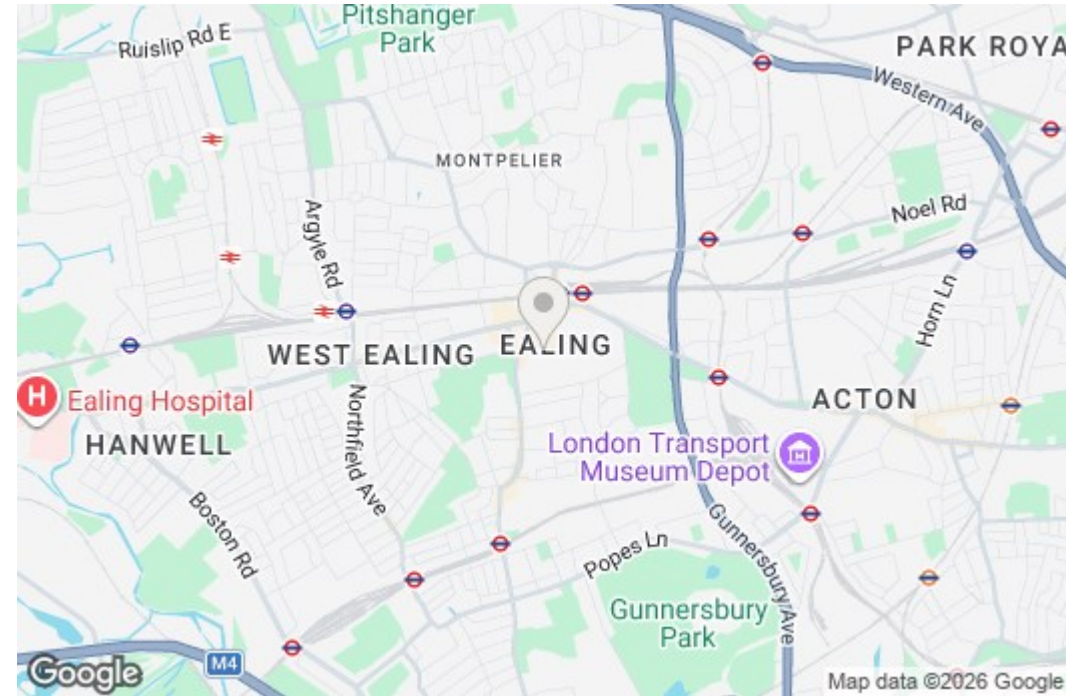 Pitshanger
Park
Ruislip Rd E
PARK ROYA
Western Ave
MONTPELIER
Argyle Rd
Noel Rd
Horn Ln
EALING
WEST EALING
H
Ealing Hospital
HANWELL
Northfield Ave
ACTON
London Transport
Museum Depot
Boston Rd
Popes Ln
Gunnersbury Ave
Gunnersbury
Park
M4
Google
Map data ©2026 Google